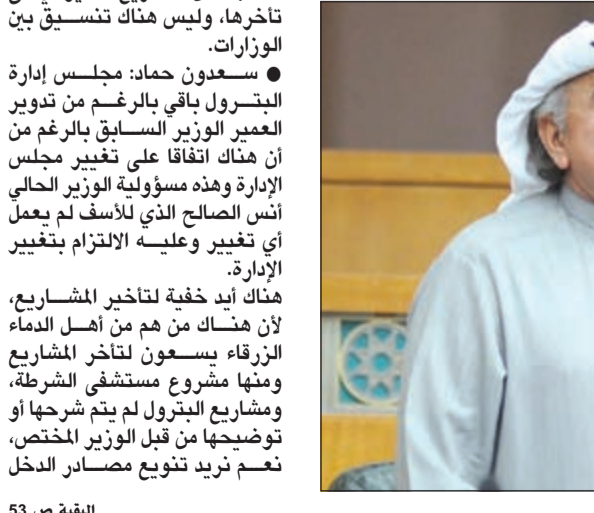 تأخرها، وليس هناك تنسيق بين
الوزارات.
● سعدون حماد: مجلس إدارة
البترول باقي بالرغم من تدوير
العمير الوزير السابق بالرغم من
أن هناك اتفاقا على تغيير مجلس
الإدارة وهذه مسؤولية الوزير الحالي
أنس الصالح الذي للأسف لم يعمل
أي تغيير وعليه الالتزام بتغيير
الإدارة.
هناك أيد خفية لتأخير المشاريع،
لأن هناك من هم من أهل الدماء
الزرقاء يسعون لتأخر المشاريع
ومنها مشروع مستشفى الشرطة،
ومشاريع البترول لم يتم شرحها أو
توضيحها من قبل الوزير المختص،
نعم نريد تنويع مصادر الدخل
البقية ص 53